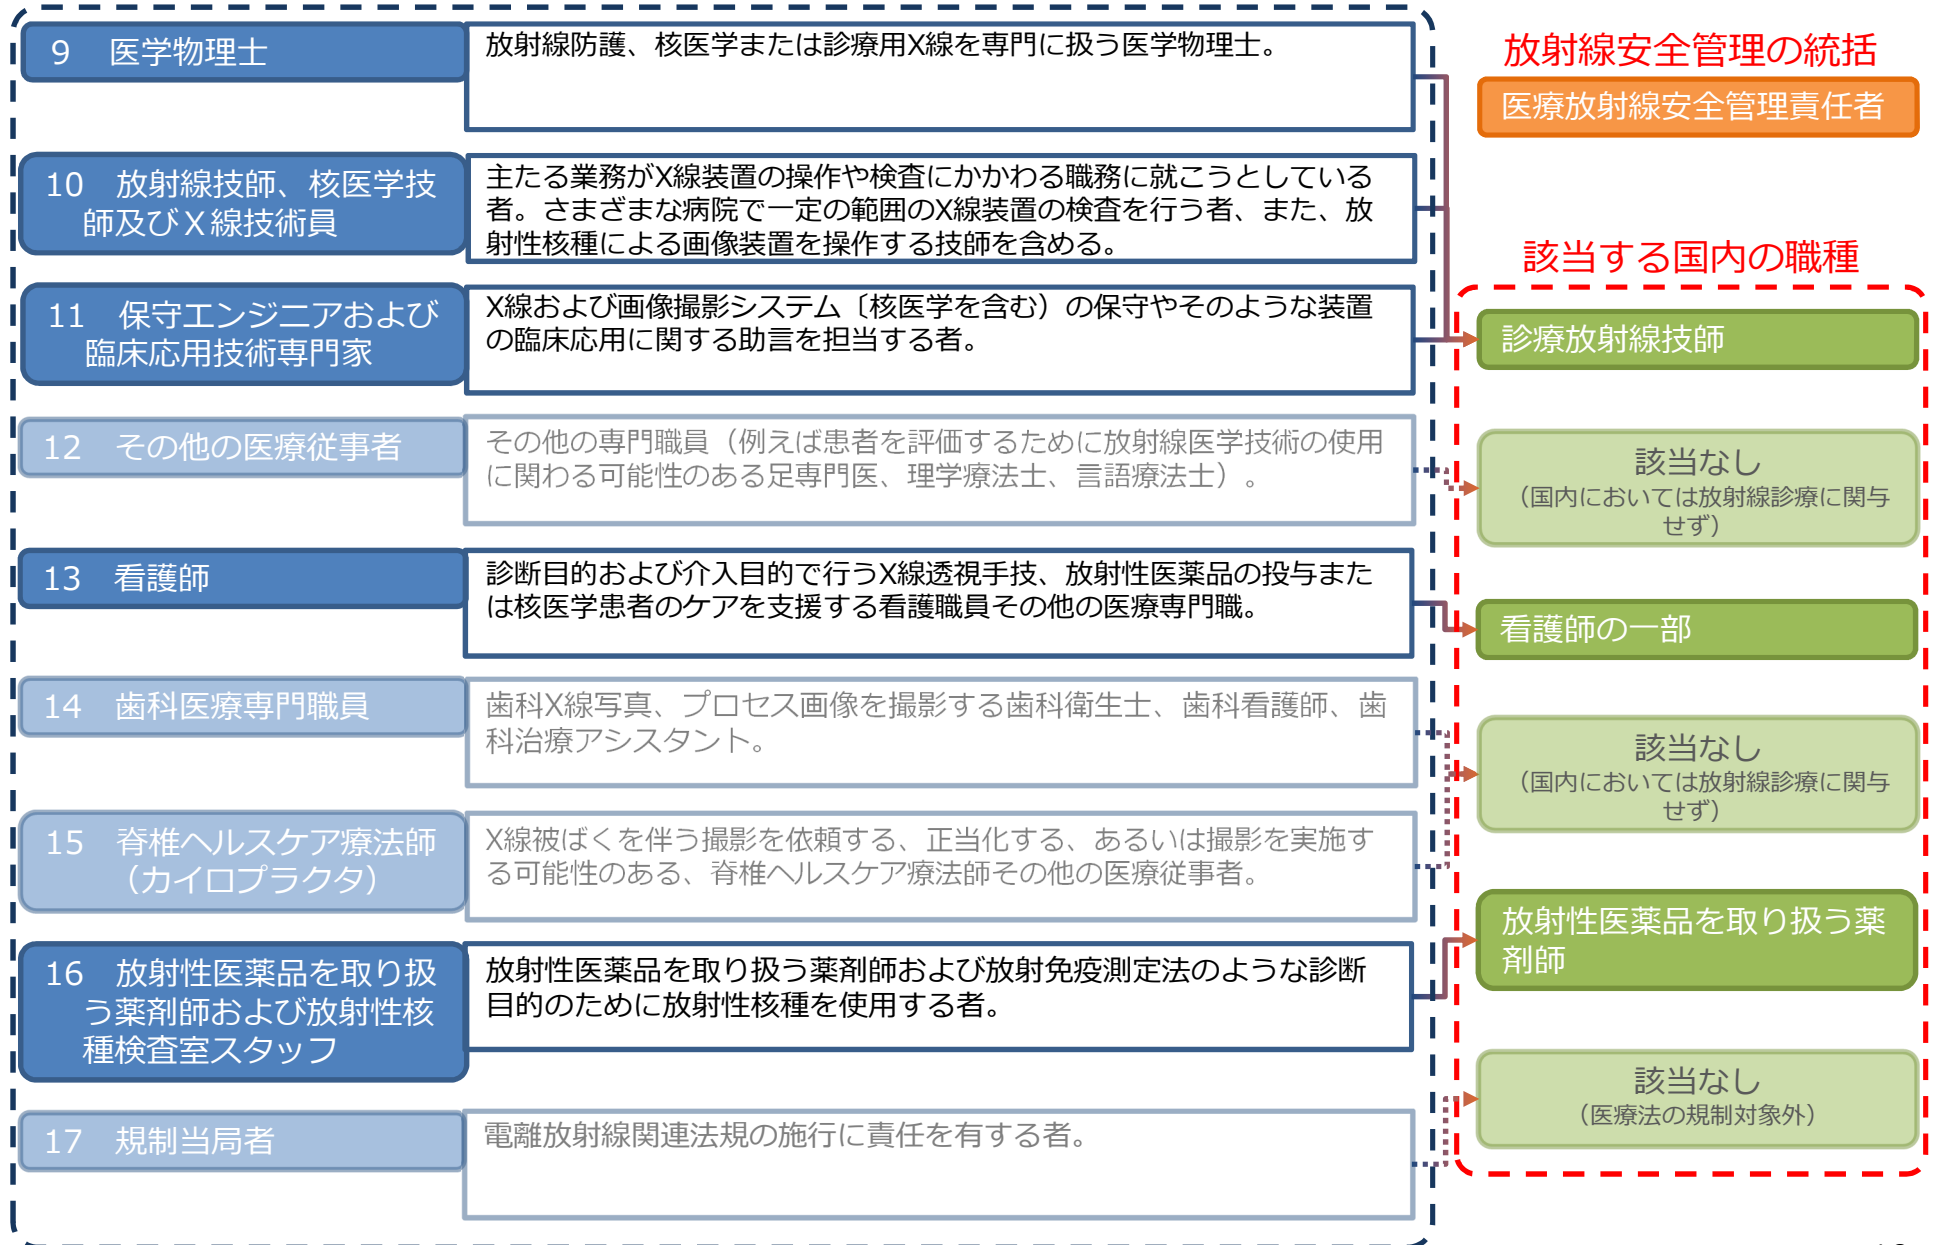 9　医学物理士
放射線防護、核医学または診療用X線を専門に扱う医学物理士。
放射線安全管理の統括
医療放射線安全管理責任者
10　放射線技師、核医学技
師及びＸ線技術員
主たる業務がX線装置の操作や検査にかかわる職務に就こうとしている
者。さまざまな病院で一定の範囲のX線装置の検査を行う者、また、放
射性核種による画像装置を操作する技師を含める。
該当する国内の職種
11　保守エンジニアおよび
臨床応用技術専門家
X線および画像撮影システム〔核医学を含む）の保守やそのような装置
の臨床応用に関する助言を担当する者。
診療放射線技師
12　その他の医療従事者
その他の専門職員（例えば患者を評価するために放射線医学技術の使用
に関わる可能性のある足専門医、理学療法士、言語療法士）。
該当なし
（国内においては放射線診療に関与
せず）
13　看護師
診断目的および介入目的で行うX線透視手技、放射性医薬品の投与また
は核医学患者のケアを支援する看護職員その他の医療専門職。
看護師の一部
14　歯科医療専門職員
歯科X線写真、プロセス画像を撮影する歯科衛生士、歯科看護師、歯
科治療アシスタント。
該当なし
（国内においては放射線診療に関与
せず）
15　脊椎ヘルスケア療法師
（カイロプラクタ）
X線被ばくを伴う撮影を依頼する、正当化する、あるいは撮影を実施す
る可能性のある、脊椎ヘルスケア療法師その他の医療従事者。
16　放射性医薬品を取り扱
う薬剤師および放射性核
種検査室スタッフ
放射性医薬品を取り扱う薬剤師および放射免疫測定法のような診断
目的のために放射性核種を使用する者。
放射性医薬品を取り扱う薬
剤師
17　規制当局者
電離放射線関連法規の施行に責任を有する者。
該当なし
（医療法の規制対象外）